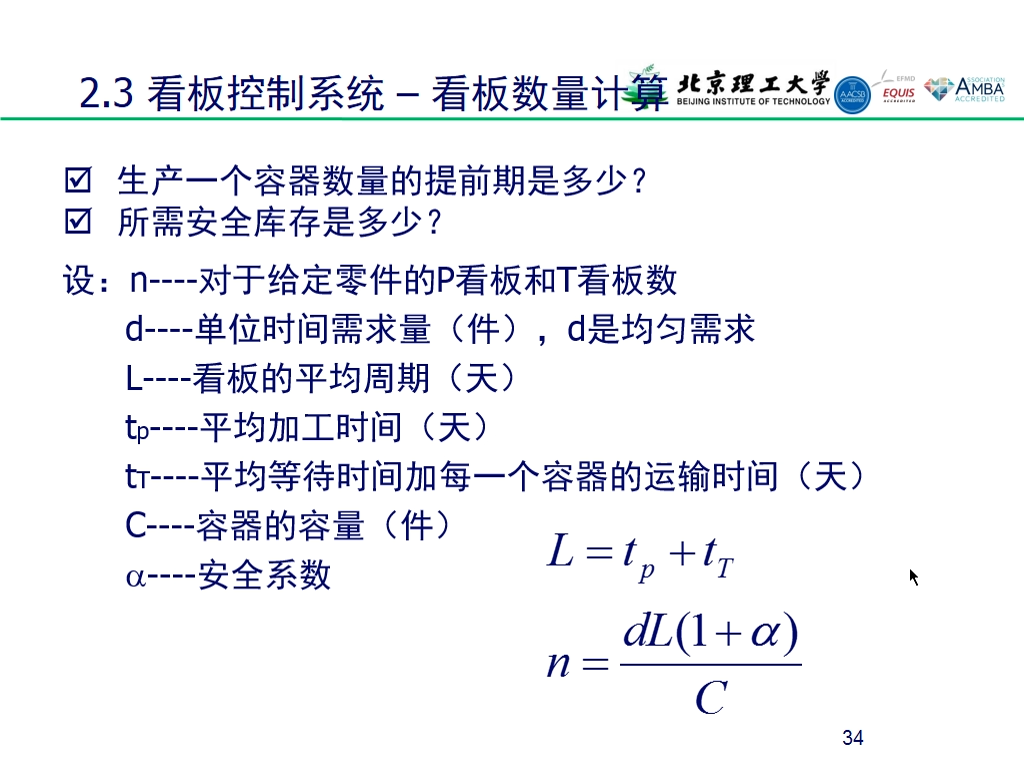 2.3 看板控制系统 – 看板数量计算
北京理工大学
BEIJING INSTITUTE OF TECHNOLOGY
AACSB
ACCREDITED
EFMD
EQUIS
ACCREDITED
ASSOCIATION
AMBA
ACCREDITED
☑ 生产一个容器数量的提前期是多少?
☑ 所需安全库存是多少?
设：n----对于给定零件的P看板和T看板数
d----单位时间需求量（件），d是均匀需求
L----看板的平均周期（天）
tp----平均加工时间（天）
tT----平均等待时间加每一个容器的运输时间（天）
C----容器的容量（件）
α----安全系数
L = t_p + t_T
n = dL(1+α) / C
34